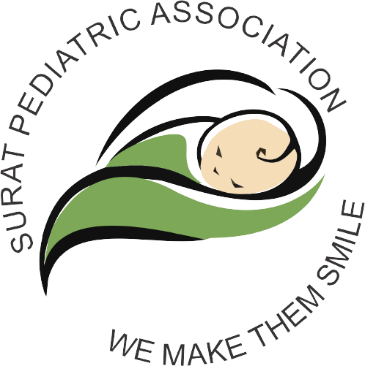 SURAT PEDIATRIC ASSOCIATION
WE MAKE THEM SMILE